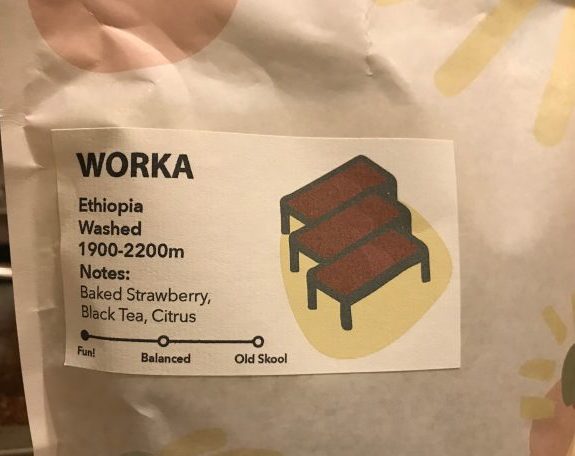 WORKA
Ethiopia
Washed
1900-2200m
Notes:
Baked Strawberry,
Black Tea, Citrus
Fun!
Balanced
Old Skool